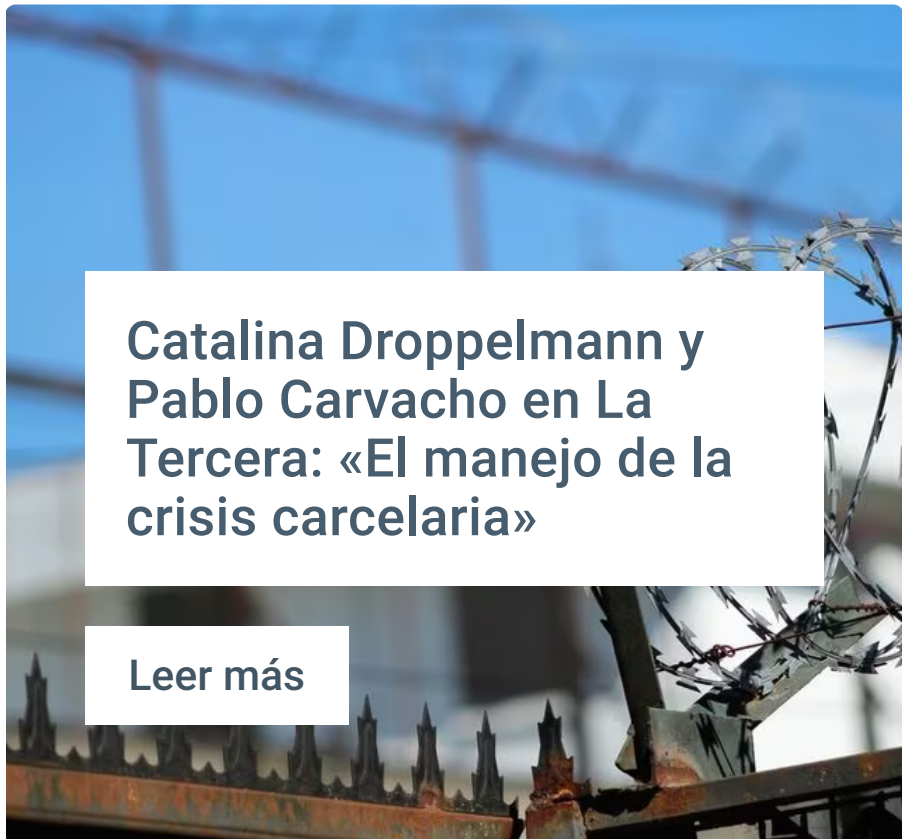 Catalina Droppelmann y
Pablo Carvacho en La
Tercera: «El manejo de la
crisis carcelaria»
Leer más